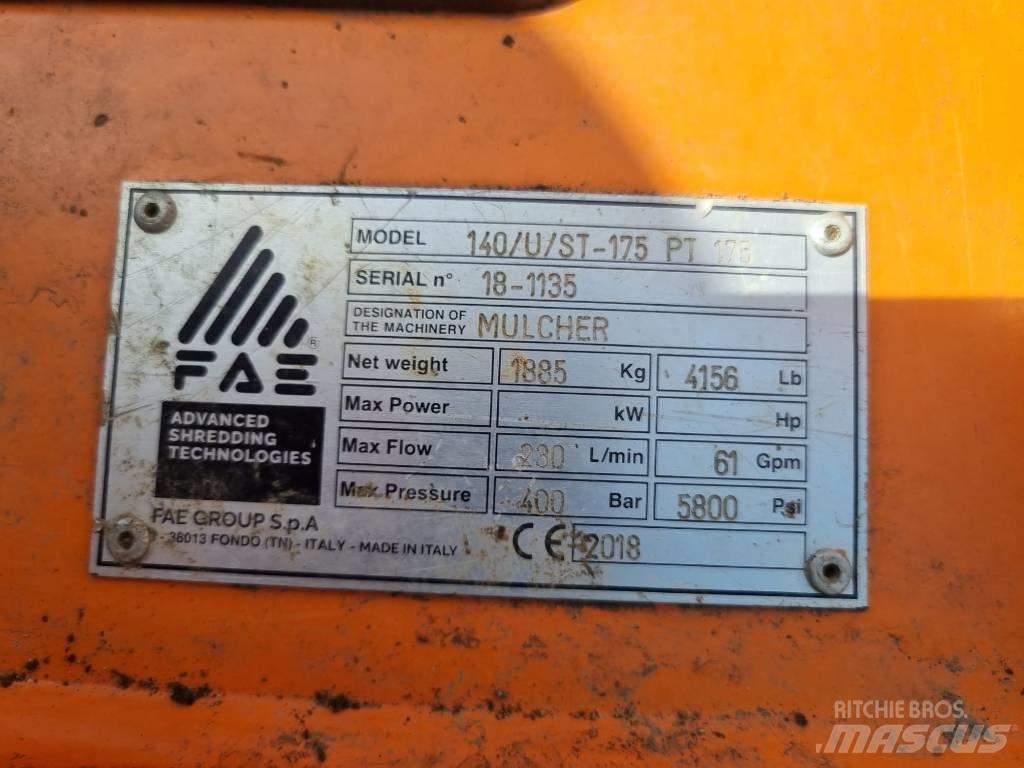 MODEL 140/U/ST-175 PT 175
SERIAL n° 18-1135
DESIGNATION OF
THE MACHINERY MULCHER
Net weight 1885 Kg 4156 Lb
Max Power kW Hp
Max Flow 230 L/min 61 Gpm
Max Pressure 400 Bar 5800 Psi
FAE ®
ADVANCED
SHREDDING
TECHNOLOGIES
FAE GROUP S.p.A
- 38013 FONDO (TN) - ITALY - MADE IN ITALY
CE 2018
RITCHIE BROS.
MASCUS